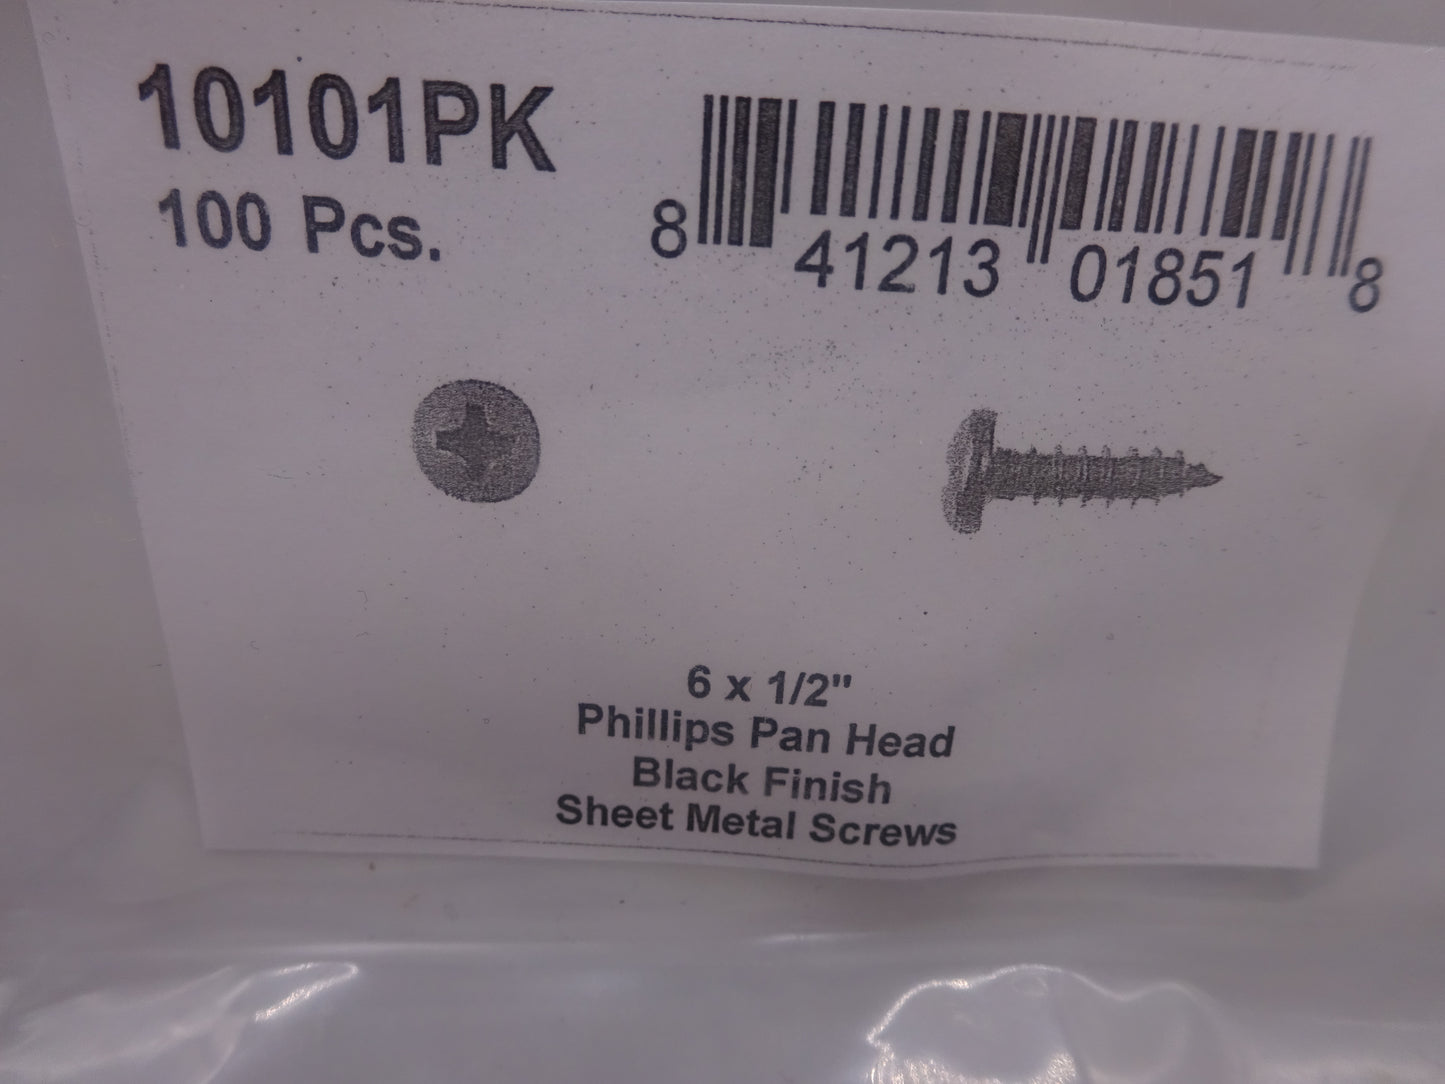 10101PK
100 Pcs.
8 41213 01851 8
6 x 1/2"
Phillips Pan Head
Black Finish
Sheet Metal Screws